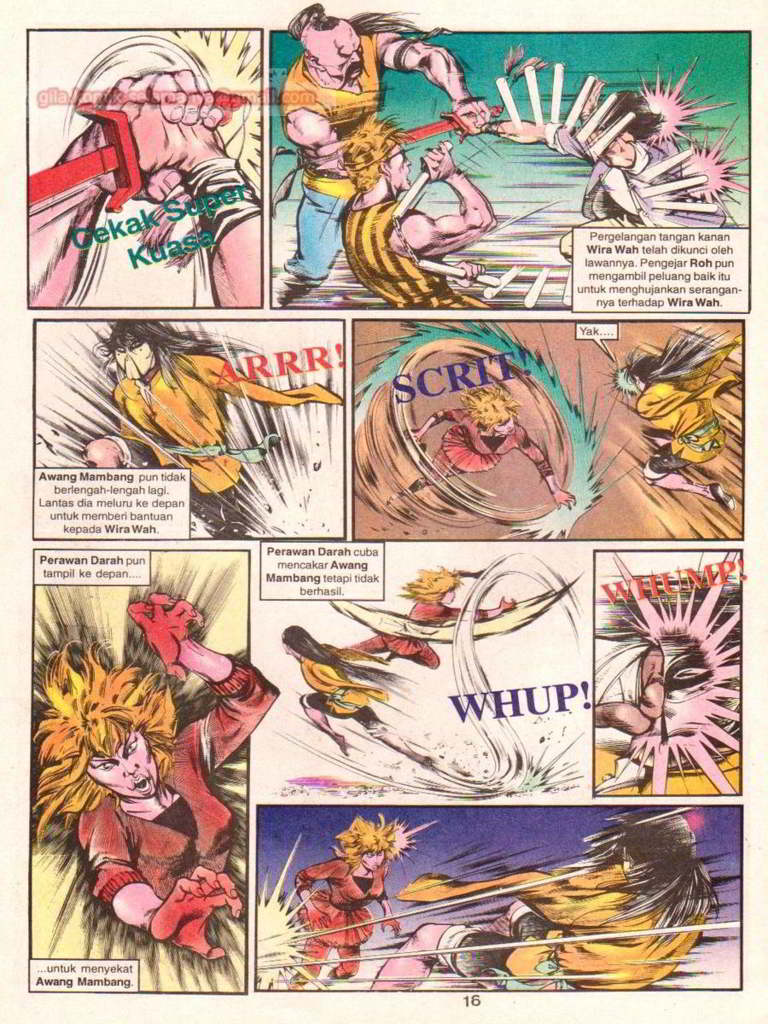 Cekak Super
Kuasa
Pergelangan tangan kanan
Wira Wah telah dikunci oleh
lawannya. Pengejar Roh pun
mengambil peluang baik itu
untuk menghujankan serangan-
nya terhadap Wira Wah.
ARRR!
Awang Mambang pun tidak
berlengah-lengah lagi.
Lantas dia meluru ke depan
untuk memberi bantuan
kepada Wira Wah.
SCRIT!
Yak....
Perawan Darah pun
tampil ke depan....
...untuk menyekat
Awang Mambang.
Perawan Darah cuba
mencakar Awang
Mambang tetapi tidak
berhasil.
WHUP!
WHUMP!
16